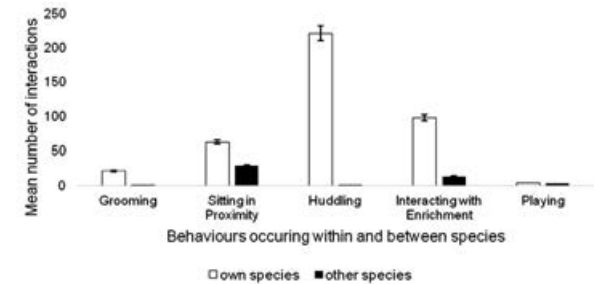 Mean number of interactions
250
200
150
100
50
0
Grooming
Sitting in
Proximity
Huddling
Interacting with
Enrichment
Playing
Behaviours occuring within and between species
own species
other species